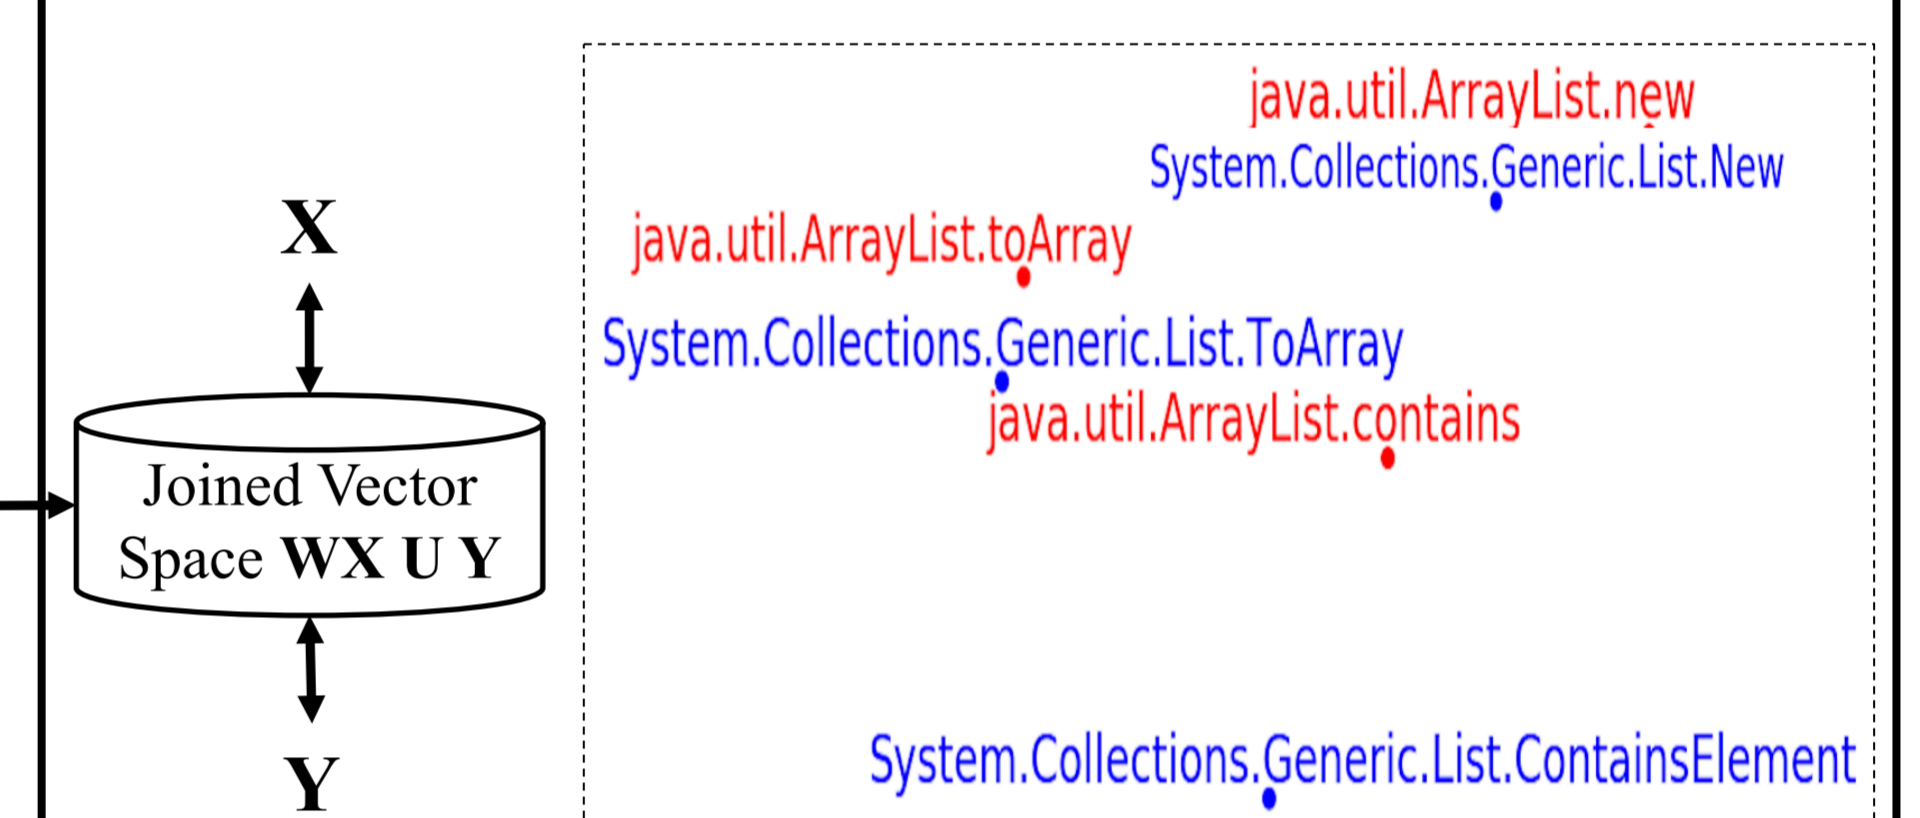 X
Joined Vector
Space WX U Y
Y
java.util.ArrayList.new
System.Collections.Generic.List.New
java.util.ArrayList.toArray
System.Collections.Generic.List.ToArray
java.util.ArrayList.contains
System.Collections.Generic.List.ContainsElement